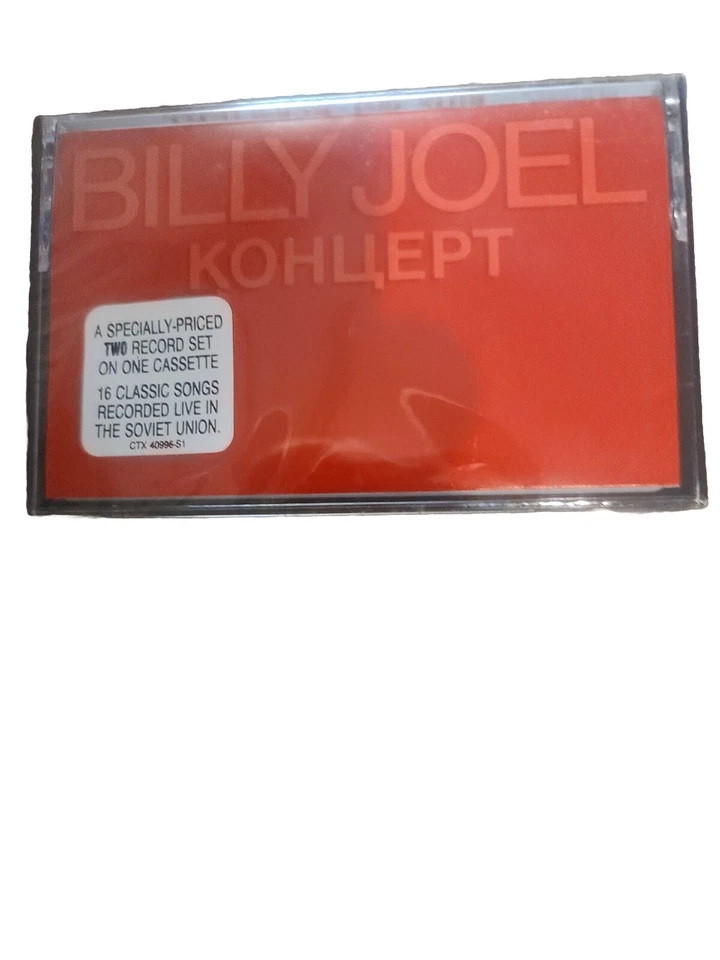 BILLY JOEL
КОНЦЕРТ
A SPECIALLY-PRICED
TWO RECORD SET
ON ONE CASSETTE
16 CLASSIC SONGS
RECORDED LIVE IN
THE SOVIET UNION.
CTX 40996-S1